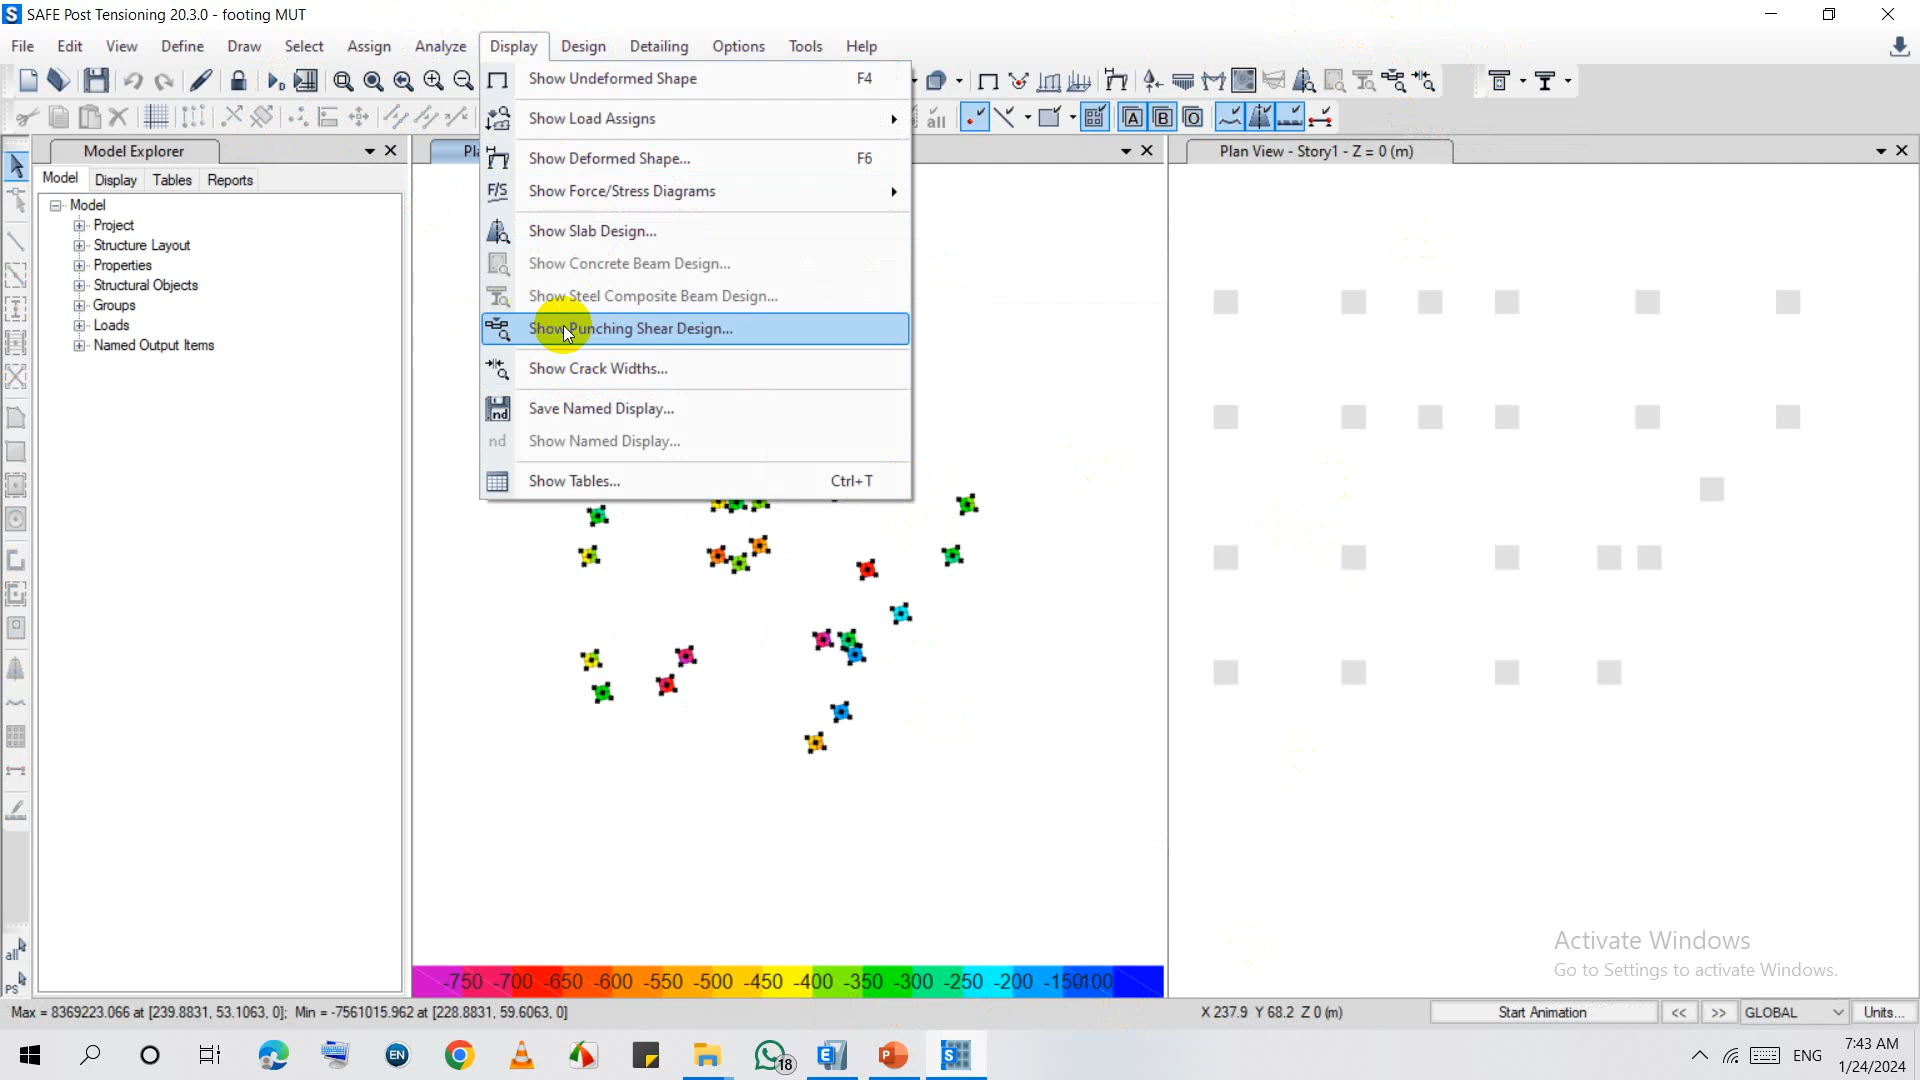 SAFE Post Tensioning 20.3.0 - footing MUT
File Edit View Define Draw Select Assign Analyze Display Design Detailing Options Tools Help
Show Undeformed Shape F4
Show Load Assigns
Show Deformed Shape... F6
F/S Show Force/Stress Diagrams
Show Slab Design...
Show Concrete Beam Design...
Show Steel Composite Beam Design...
Show Punching Shear Design...
Show Crack Widths...
nd Save Named Display...
nd Show Named Display...
Show Tables... Ctrl+T
all
A B O
Model Explorer
Model Display Tables Reports
Model
Project
Structure Layout
Properties
Structural Objects
Groups
Loads
Named Output Items
Plan View - Story1 - Z = 0 (m)
all
PS
-750 -700 -650 -600 -550 -500 -450 -400 -350 -300 -250 -200 -150 100
Activate Windows
Go to Settings to activate Windows.
Max = 8369223.066 at [239.8831, 53.1063, 0]; Min = -7561015.962 at [228.8831, 59.6063, 0]
X 237.9 Y 68.2 Z 0 (m)
Start Animation << >> GLOBAL Units...
EN
18
ENG
7:43 AM
1/24/2024